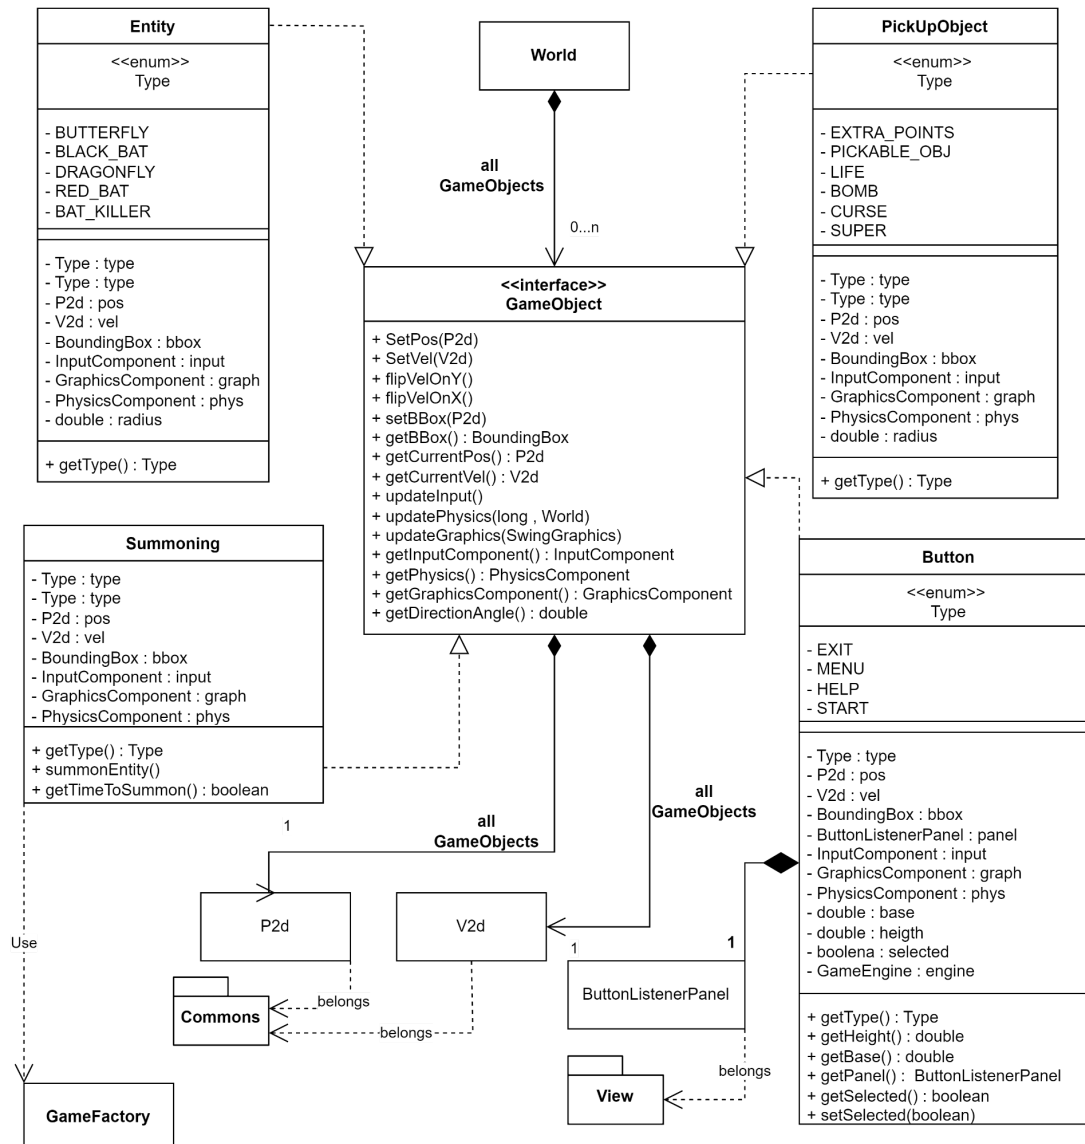 Entity
<<enum>>
Type
- BUTTERFLY
- BLACK_BAT
- DRAGONFLY
- RED_BAT
- BAT_KILLER
- Type : type
- Type : type
- P2d : pos
- V2d : vel
- BoundingBox : bbox
- InputComponent : input
- GraphicsComponent : graph
- PhysicsComponent : phys
- double : radius
+ getType() : Type
World
all
GameObjects
0...n
PickUpObject
<<enum>>
Type
- EXTRA_POINTS
- PICKABLE_OBJ
- LIFE
- BOMB
- CURSE
- SUPER
- Type : type
- Type : type
- P2d : pos
- V2d : vel
- BoundingBox : bbox
- InputComponent : input
- GraphicsComponent : graph
- PhysicsComponent : phys
- double : radius
+ getType() : Type
<<interface>>
GameObject
+ SetPos(P2d)
+ SetVel(V2d)
+ flipVelOnY()
+ flipVelOnX()
+ setBBox(P2d)
+ getBBox() : BoundingBox
+ getCurrentPos() : P2d
+ getCurrentVel() : V2d
+ updateInput()
+ updatePhysics(long , World)
+ updateGraphics(SwingGraphics)
+ getInputComponent() : InputComponent
+ getPhysics() : PhysicsComponent
+ getGraphicsComponent() : GraphicsComponent
+ getDirectionAngle() : double
Summoning
- Type : type
- Type : type
- P2d : pos
- V2d : vel
- BoundingBox : bbox
- InputComponent : input
- GraphicsComponent : graph
- PhysicsComponent : phys
+ getType() : Type
+ summonEntity()
+ getTimeToSummon() : boolean
Button
<<enum>>
Type
- EXIT
- MENU
- HELP
- START
- Type : type
- P2d : pos
- V2d : vel
- BoundingBox : bbox
- ButtonListenerPanel : panel
- InputComponent : input
- GraphicsComponent : graph
- PhysicsComponent : phys
- double : base
- double : heigth
- boolena : selected
- GameEngine : engine
+ getType() : Type
+ getHeight() : double
+ getBase() : double
+ getPanel() :  ButtonListenerPanel
+ getSelected() : boolean
+ setSelected(boolean)
all
GameObjects
1
all
GameObjects
1
1
P2d
V2d
ButtonListenerPanel
Use
belongs
belongs
belongs
Commons
View
GameFactory